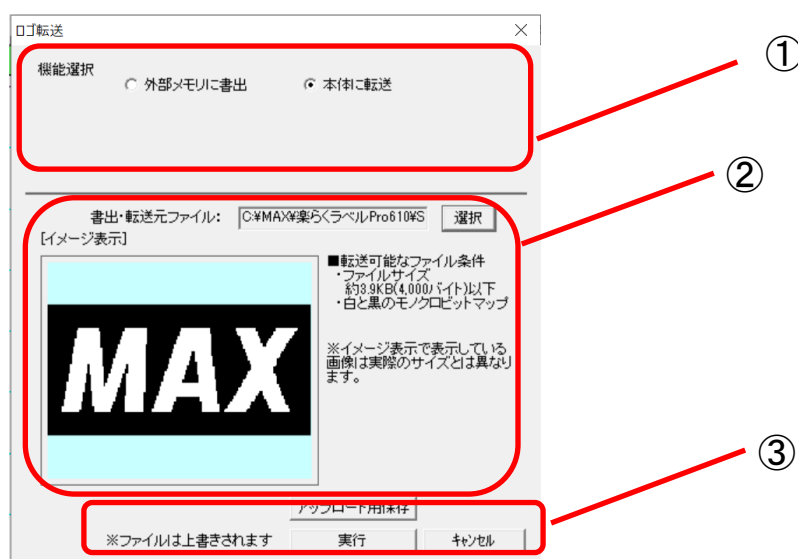 ロゴ転送
機能選択
外部メモリに書出
本体に転送
①
②
書出・転送元ファイル:
C:¥MAX¥楽らくラベルPro610¥S
選択
[イメージ表示]
■転送可能なファイル条件
・ファイルサイズ
約3.9KB(4,000バイト)以下
・白と黒のモノクロビットマップ
※イメージ表示で表示している
画像は実際のサイズとは異なり
ます。
MAX
③
アップロード用保存
※ファイルは上書きされます
実行
キャンセル